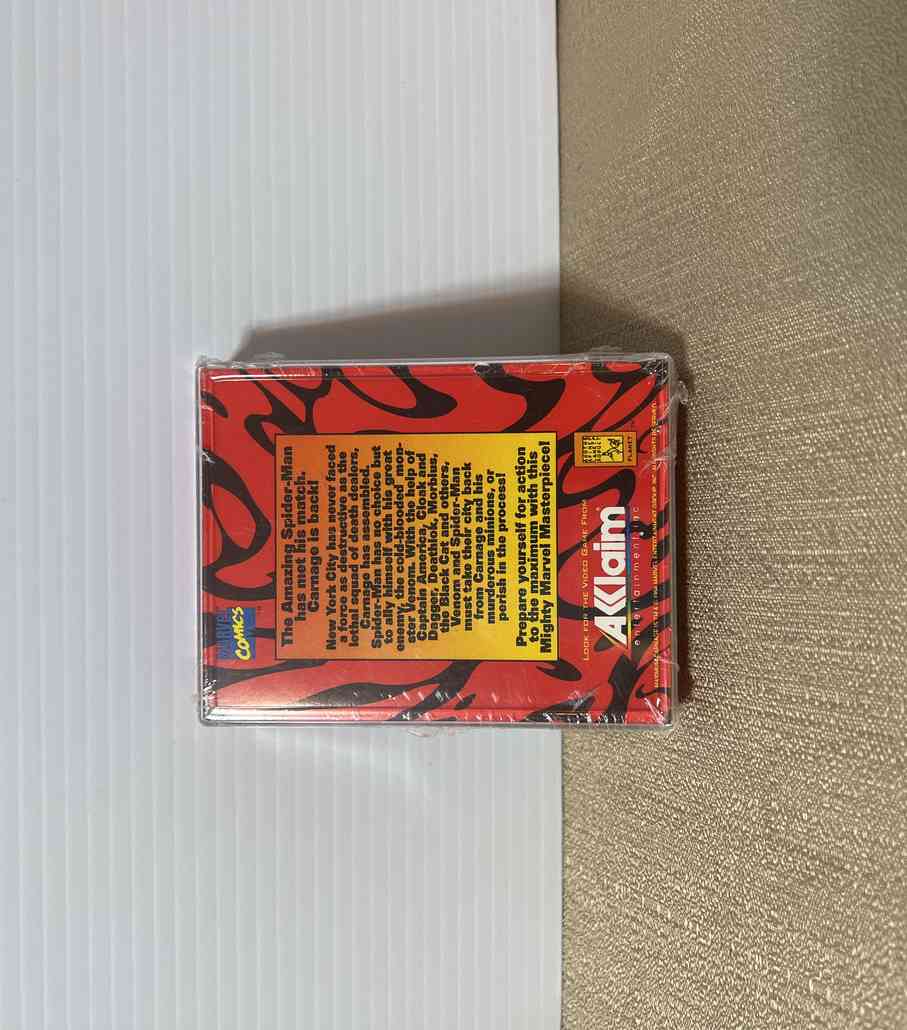 MARVEL
COMICS
The Amazing Spider-Man
has met his match.
Carnage is back!
New York City has never faced
a force as destructive as the
lethal squad of death dealers,
Carnage has enabled.
Spider-Man has no choice but
to ally himself with his great
enemy, the cold-blooded mon-
ster Venom. With the help of
Captain America, Cloak and
Dagger, Deathlok, Morbius,
the Black Cat and others,
Venom and Spider-Man
must take their city back
from Carnage and his
murderous minions, or
perish in the process!
Prepare yourself for action
to the maximum with this
Mighty Marvel Masterpiece!
LOOK FOR THE VIDEO GAME FROM
AKKlaim®
entertainment inc
PLANET